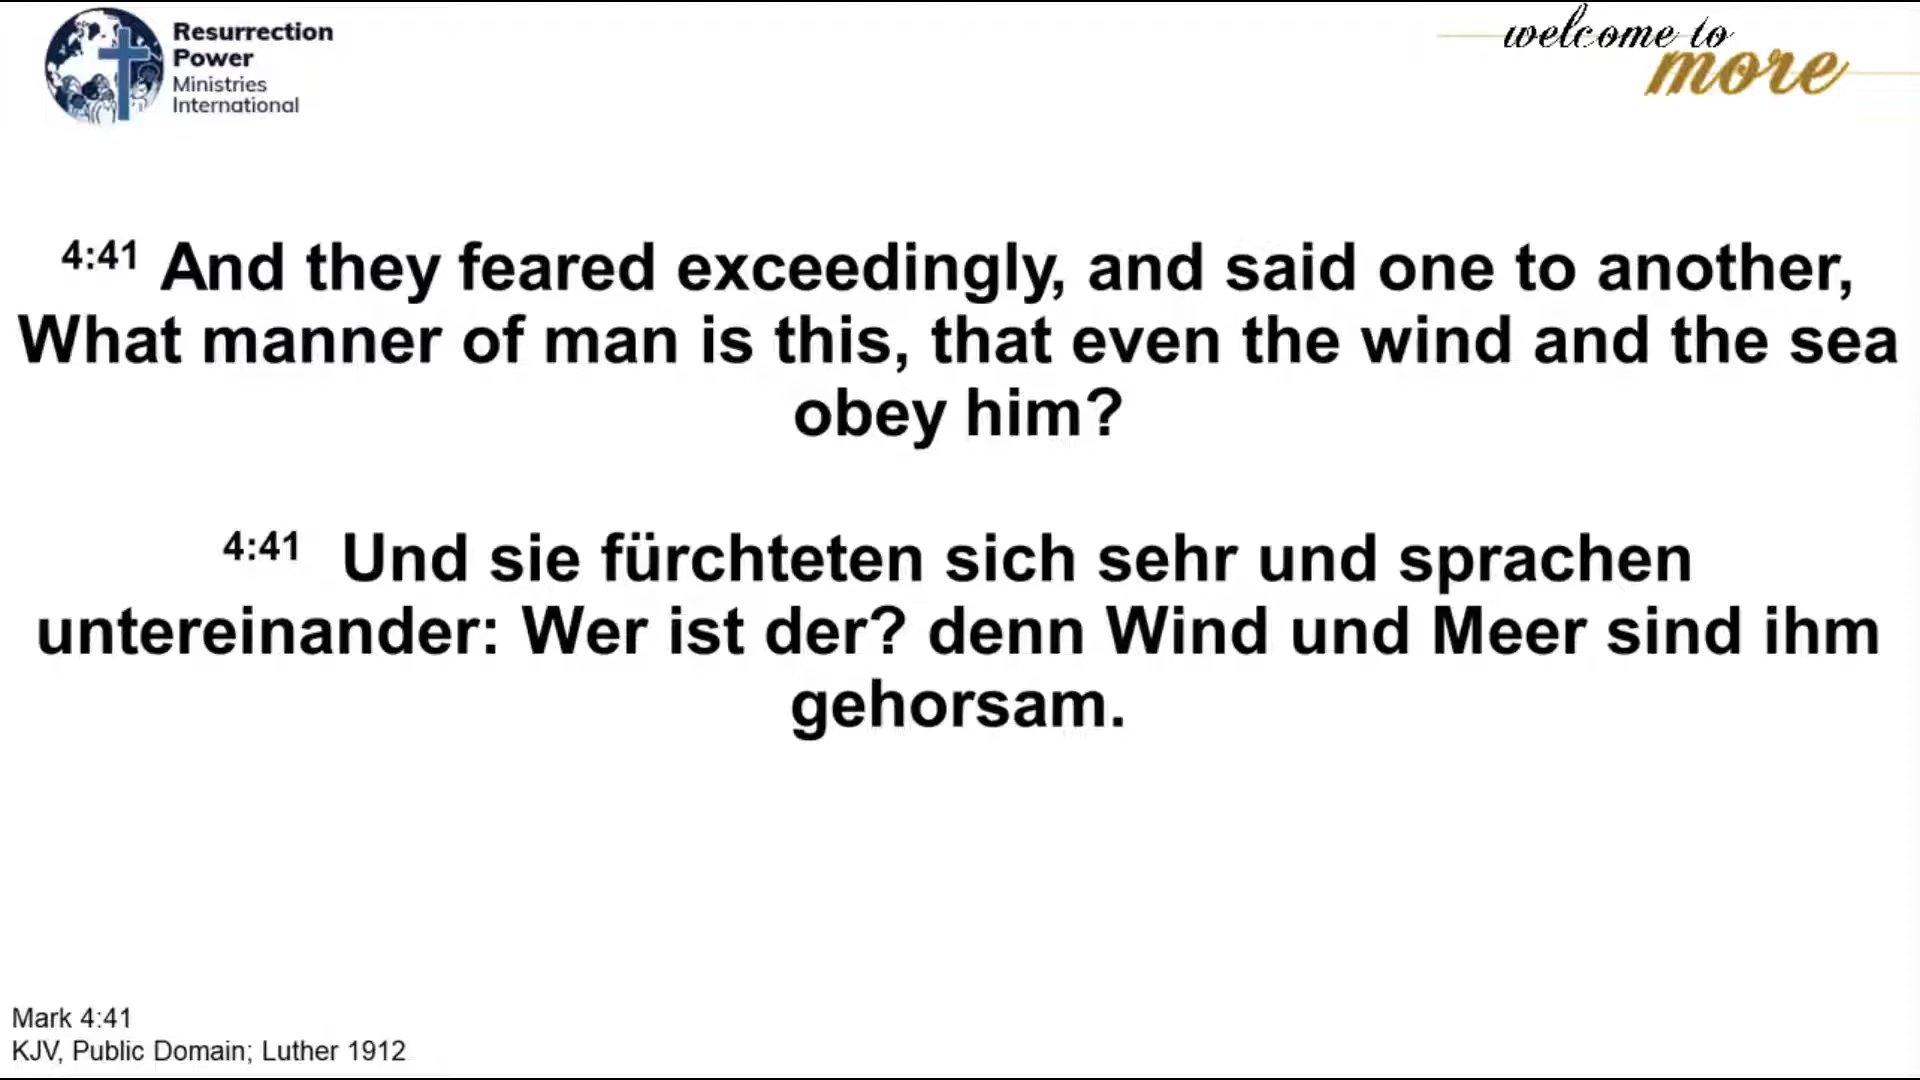 Resurrection
Power
Ministries
International
welcome to
more
4:41 And they feared exceedingly, and said one to another,
What manner of man is this, that even the wind and the sea
obey him?
4:41 Und sie fürchteten sich sehr und sprachen
untereinander: Wer ist der? denn Wind und Meer sind ihm
gehorsam.
Mark 4:41
KJV, Public Domain; Luther 1912